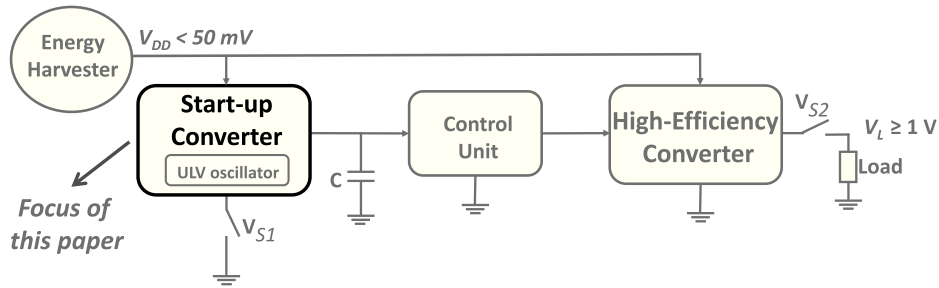 Energy
Harvester
V_DD < 50 mV
Start-up
Converter
ULV oscillator
Control
Unit
High-Efficiency
Converter
V_S2
V_L ≥ 1 V
Load
C
V_S1
Focus of
this paper